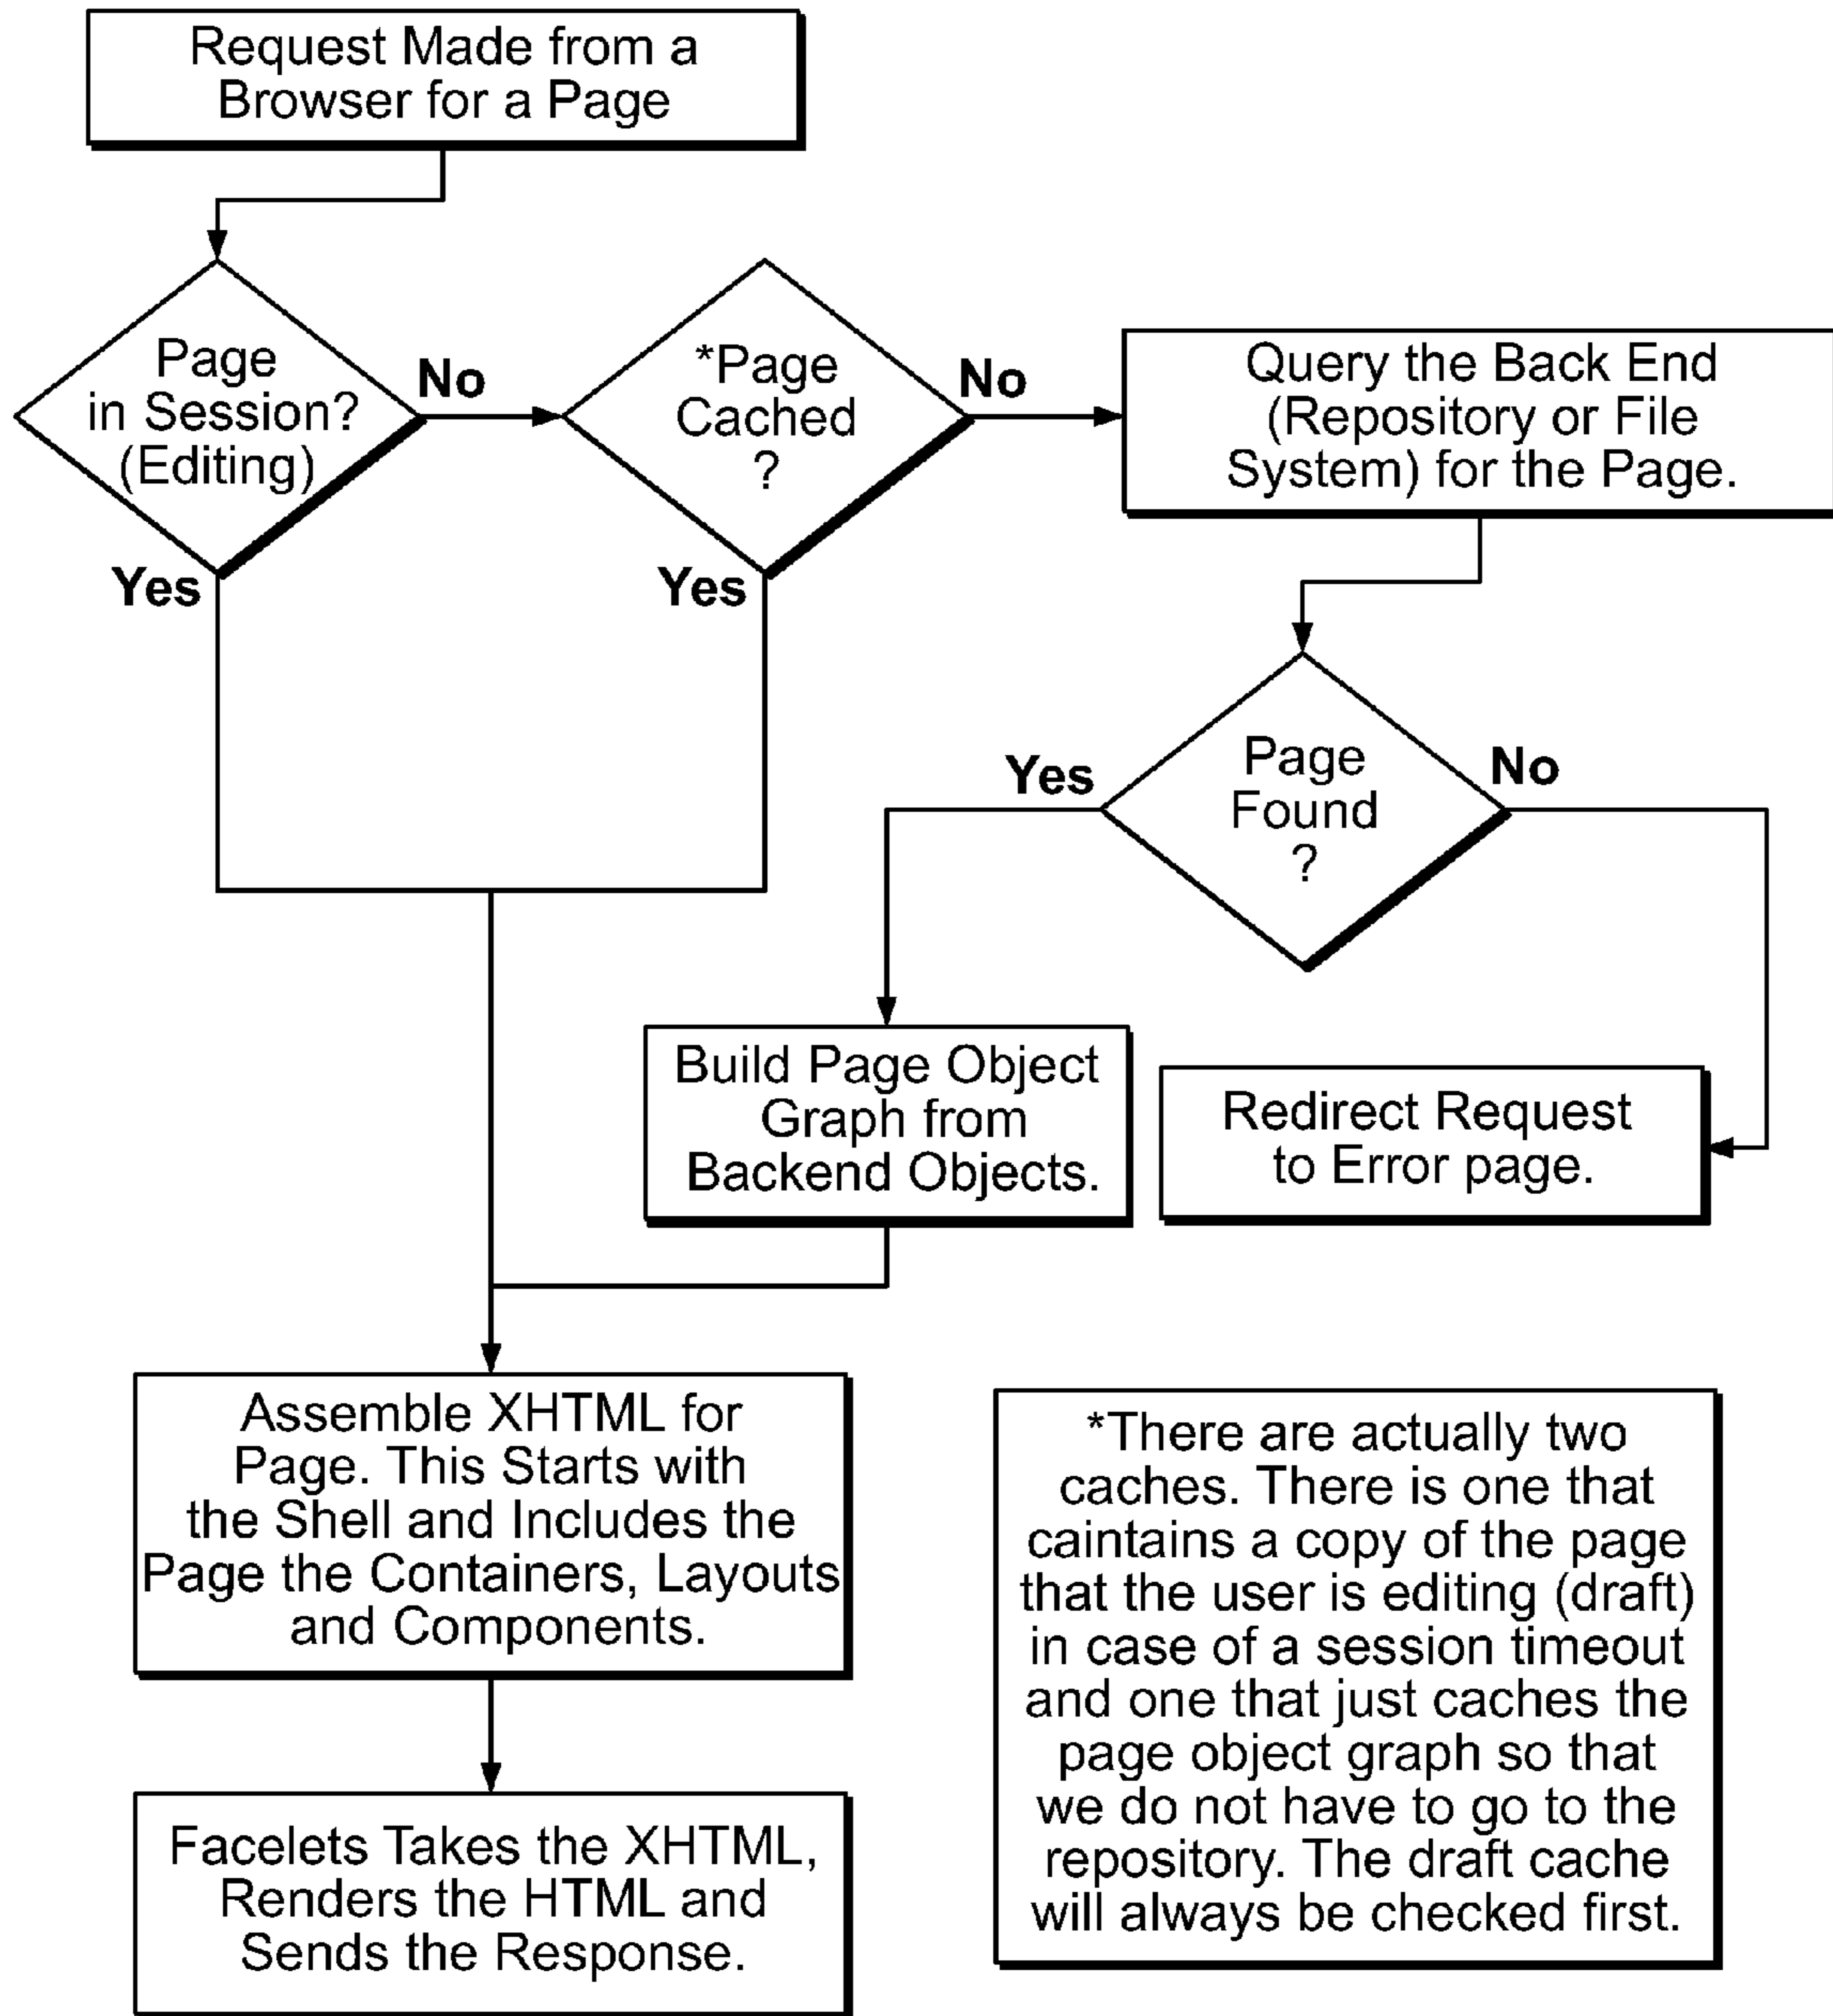 Request Made from a
Browser for a Page
Page
in Session?
(Editing)
No
Yes
*Page
Cached
?
No
Yes
Query the Back End
(Repository or File
System) for the Page.
Page
Found
?
Yes
No
Build Page Object
Graph from
Backend Objects.
Redirect Request
to Error page.
Assemble XHTML for
Page. This Starts with
the Shell and Includes the
Page the Containers, Layouts
and Components.
Facelets Takes the XHTML,
Renders the HTML and
Sends the Response.
*There are actually two
caches. There is one that
caintains a copy of the page
that the user is editing (draft)
in case of a session timeout
and one that just caches the
page object graph so that
we do not have to go to the
repository. The draft cache
will always be checked first.